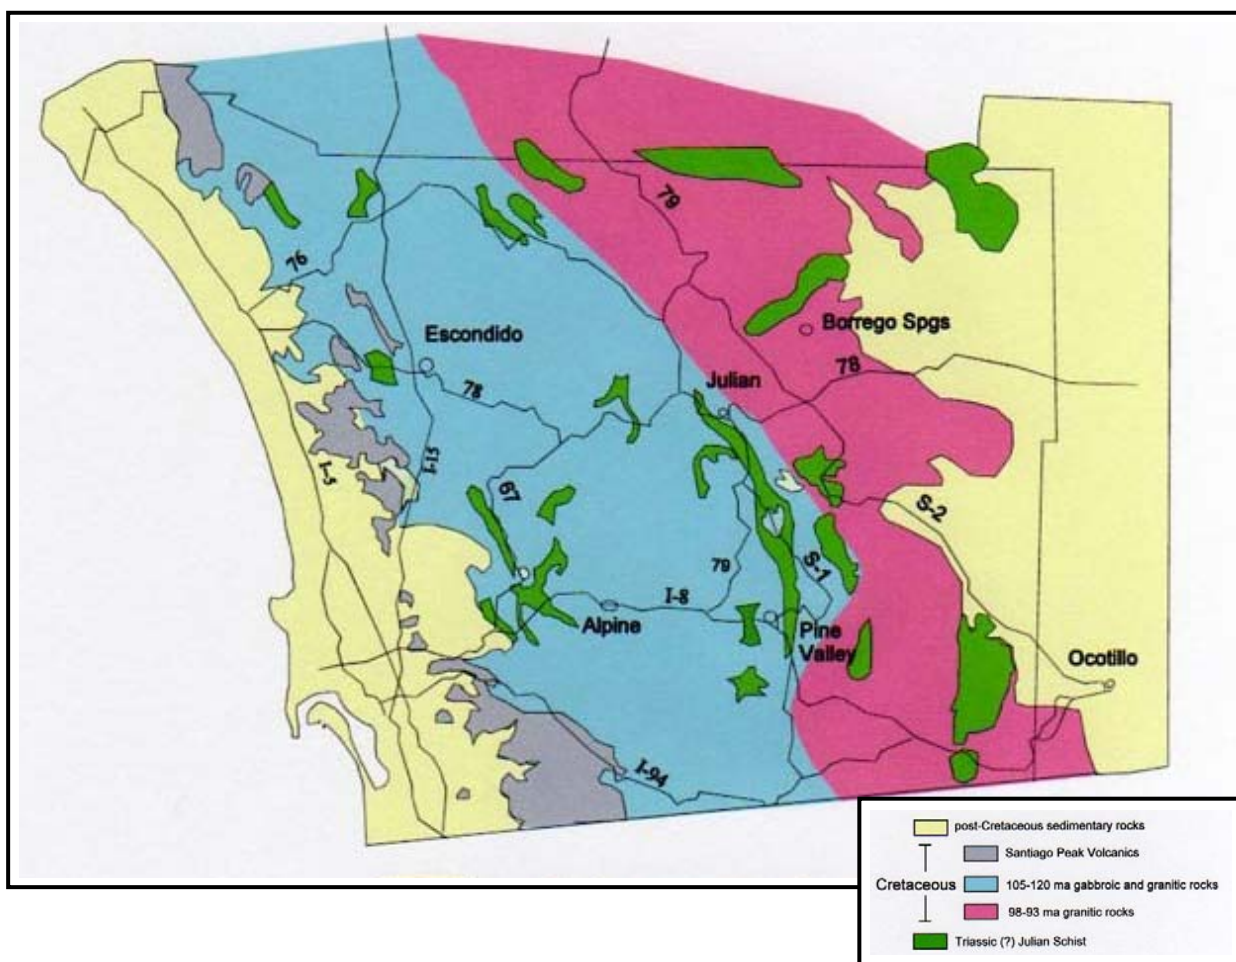 79
76
Borrego Spgs
Escondido
78
Julian
78
I-15
I-5
67
S-2
79
S-1
I-8
Alpine
Pine
Valley
Ocotillo
I-94
post-Cretaceous sedimentary rocks
Santiago Peak Volcanics
Cretaceous
105-120 ma gabbroic and granitic rocks
98-93 ma granitic rocks
Triassic (?) Julian Schist